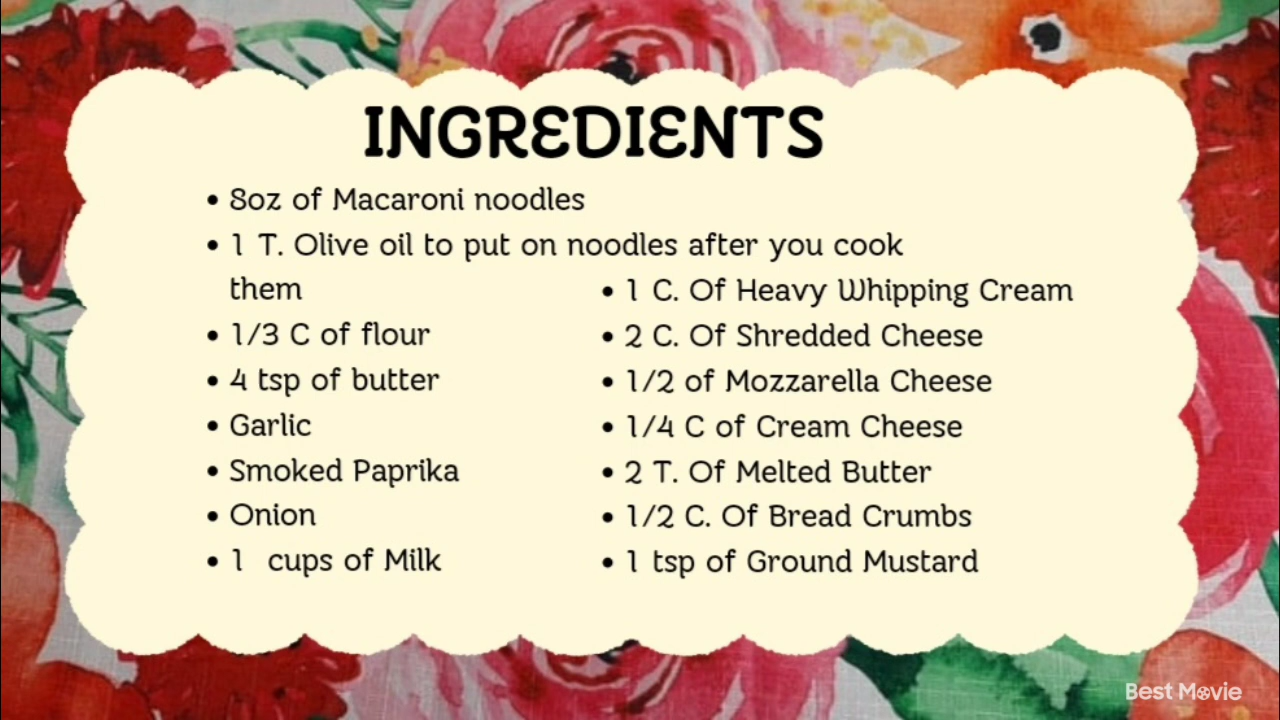 INGREDIENTS
• 8oz of Macaroni noodles
• 1 T. Olive oil to put on noodles after you cook
them
• 1/3 C of flour
• 4 tsp of butter
• Garlic
• Smoked Paprika
• Onion
• 1 cups of Milk
• 1 C. Of Heavy Whipping Cream
• 2 C. Of Shredded Cheese
• 1/2 of Mozzarella Cheese
• 1/4 C of Cream Cheese
• 2 T. Of Melted Butter
• 1/2 C. Of Bread Crumbs
• 1 tsp of Ground Mustard
Best Movie